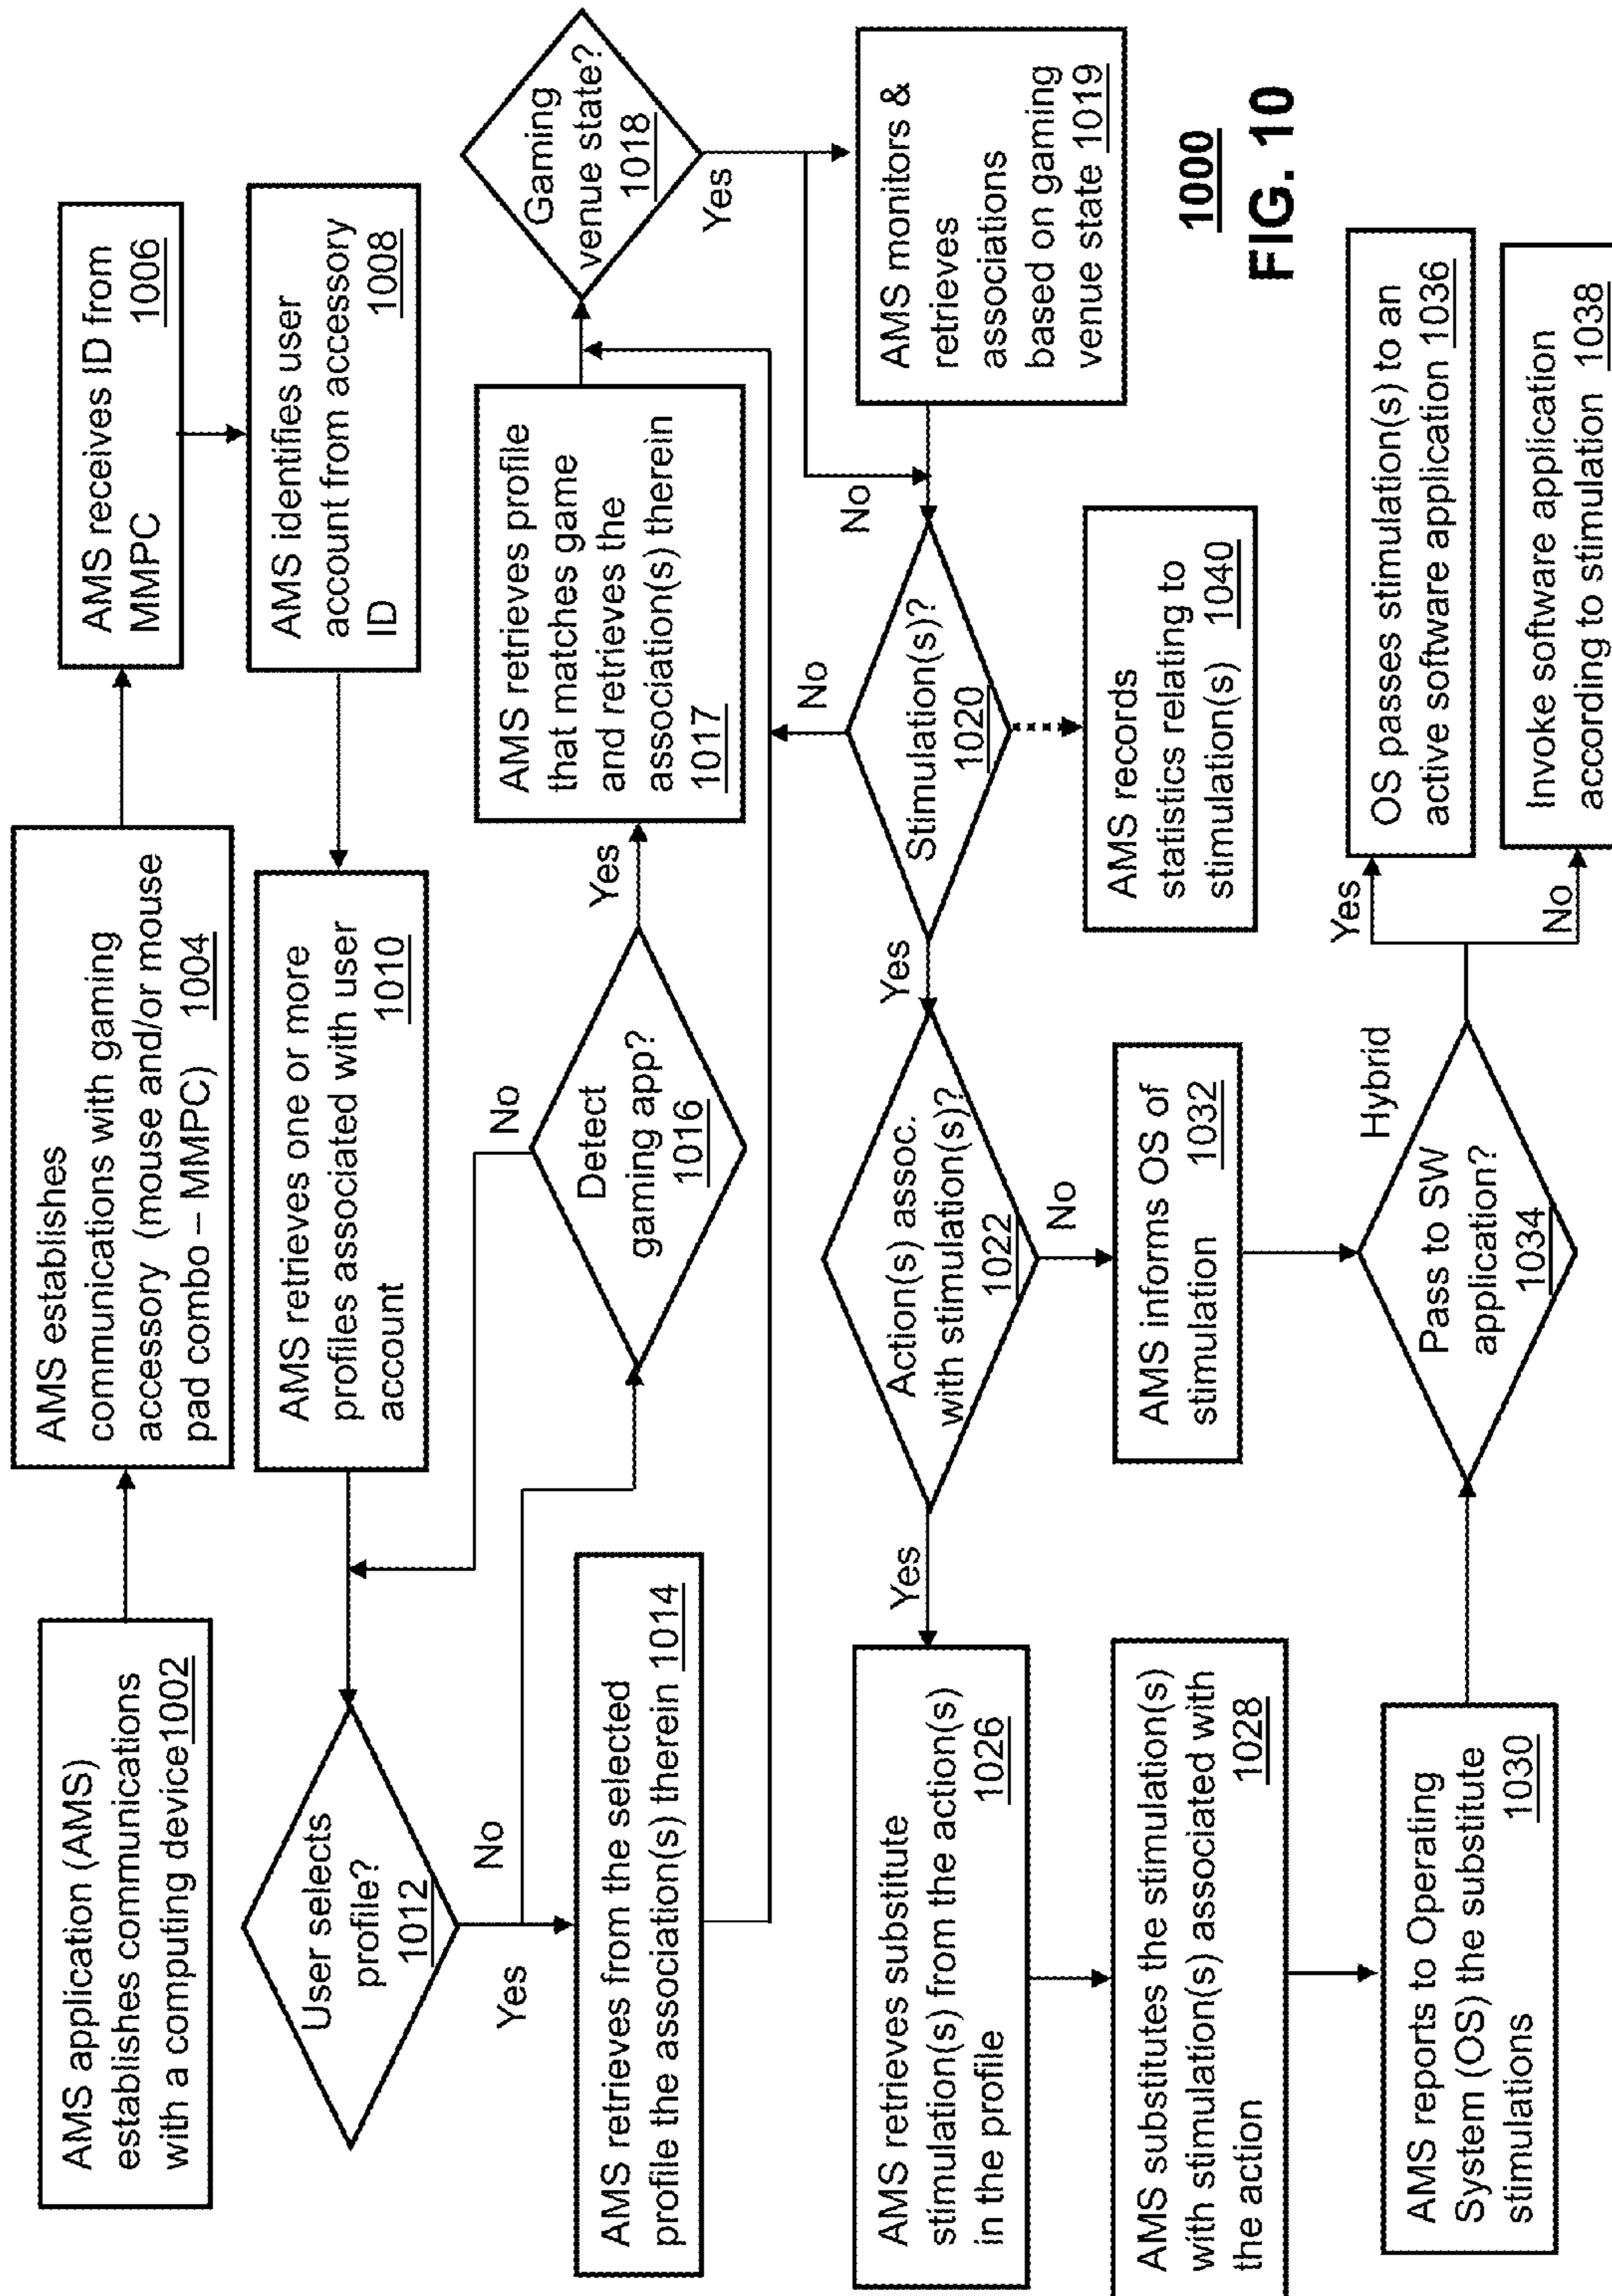 AMS application (AMS)
establishes communications
with a computing device1002
AMS establishes
communications with gaming
accessory (mouse and/or mouse
pad combo – MMPC) 1004
AMS receives ID from
MMPC 1006
AMS identifies user
account from accessory
ID 1008
AMS retrieves one or more
profiles associated with user
account 1010
User selects
profile?
1012
No
Yes
AMS retrieves from the selected
profile the association(s) therein 1014
Detect
gaming app?
1016
No
Yes
AMS retrieves profile
that matches game
and retrieves the
association(s) therein
1017
Gaming
venue state?
1018
Yes
No
AMS monitors &
retrieves
associations
based on gaming
venue state 1019
Stimulation(s)?
1020
No
Yes
AMS records
statistics relating to
stimulation(s) 1040
Action(s) assoc.
with stimulation(s)?
1022
Yes
No
AMS retrieves substitute
stimulation(s) from the action(s)
in the profile 1026
AMS substitutes the stimulation(s)
with stimulation(s) associated with
the action 1028
AMS reports to Operating
System (OS) the substitute
stimulations 1030
AMS informs OS of
stimulation 1032
Pass to SW
application?
1034
Hybrid
Yes
No
OS passes stimulation(s) to an
active software application 1036
Invoke software application
according to stimulation 1038
1000
FIG. 10